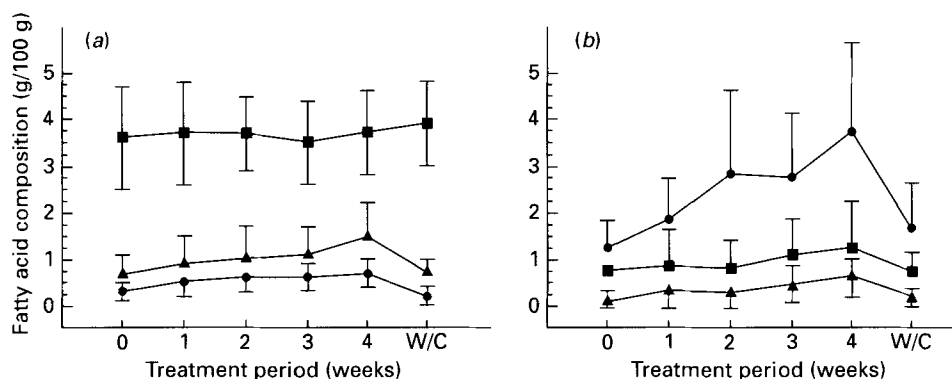 Fatty acid composition (g/100 g)
(a)
5
4
3
2
1
0
0 1 2 3 4 W/C
Treatment period (weeks)
(b)
5
4
3
2
1
0
0 1 2 3 4 W/C
Treatment period (weeks)